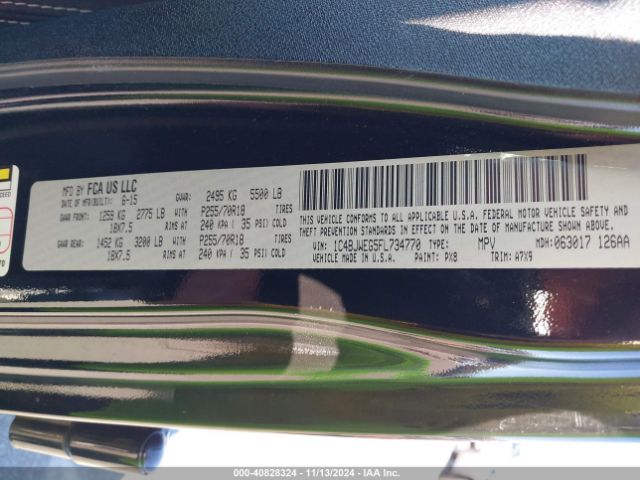 MFD BY FCA US LLC
DATE OF MFR/BUILT: 6-15
GVWR: 2495 KG 5500 LB
GAWR FRONT: 1259 KG 2775 LB WITH P255/70R18 TIRES
18X7.5 RIMS AT 240 KPA ( 35 PSI) COLD
GAWR REAR: 1452 KG 3200 LB WITH P255/70R18 TIRES
18X7.5 RIMS AT 240 KPA ( 35 PSI) COLD
THIS VEHICLE CONFORMS TO ALL APPLICABLE U.S.A. FEDERAL MOTOR VEHICLE SAFETY AND
THEFT PREVENTION STANDARDS IN EFFECT ON THE DATE OF MANUFACTURE SHOWN ABOVE.
VIN: 1C4BJWEG5FL734770 TYPE: MPV MDH: 063017 126AA
VEHICLE MADE IN U.S.A. PAINT: PX8 TRIM: A7X9
000-40828324 | 11/13/2024 | IAA Inc.